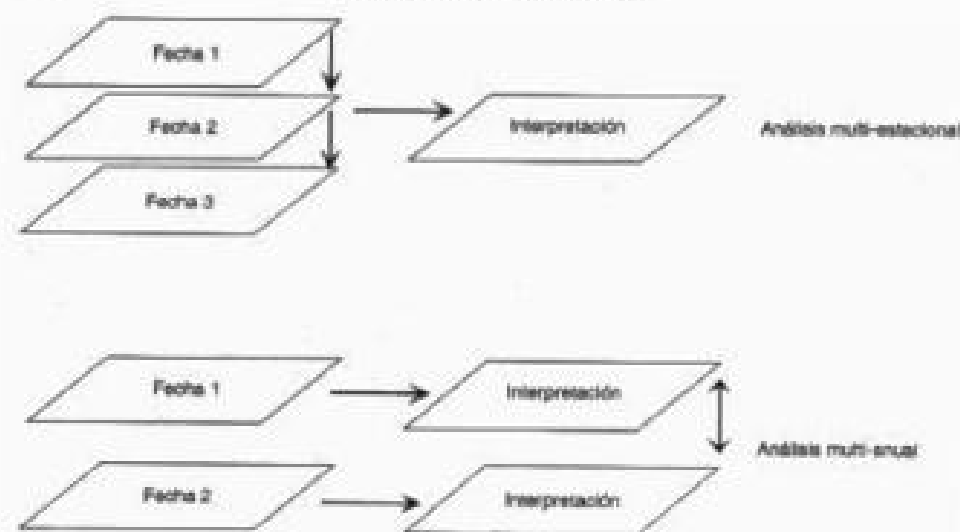 Fecha 1
Fecha 2
Interpretación
Análisis multi-estacional
Fecha 3
Fecha 1
Interpretación
Análisis multi-anual
Fecha 2
Interpretación